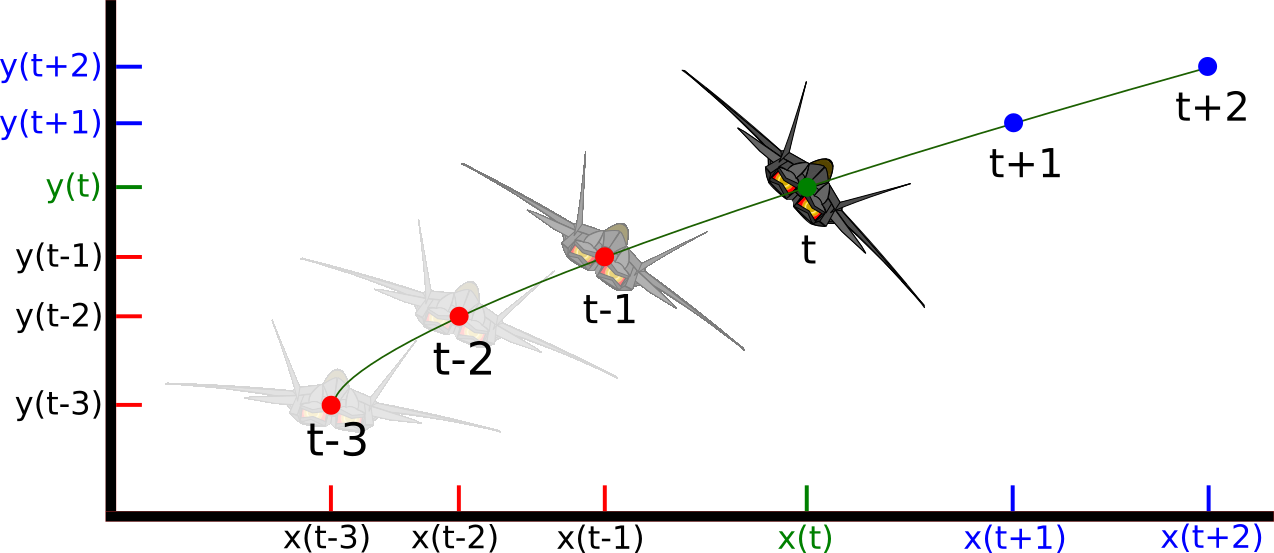 y(t+2)
y(t+1)
y(t)
y(t-1)
y(t-2)
y(t-3)
t+2
t+1
t
t-1
t-2
t-3
x(t-3) x(t-2) x(t-1) x(t) x(t+1) x(t+2)